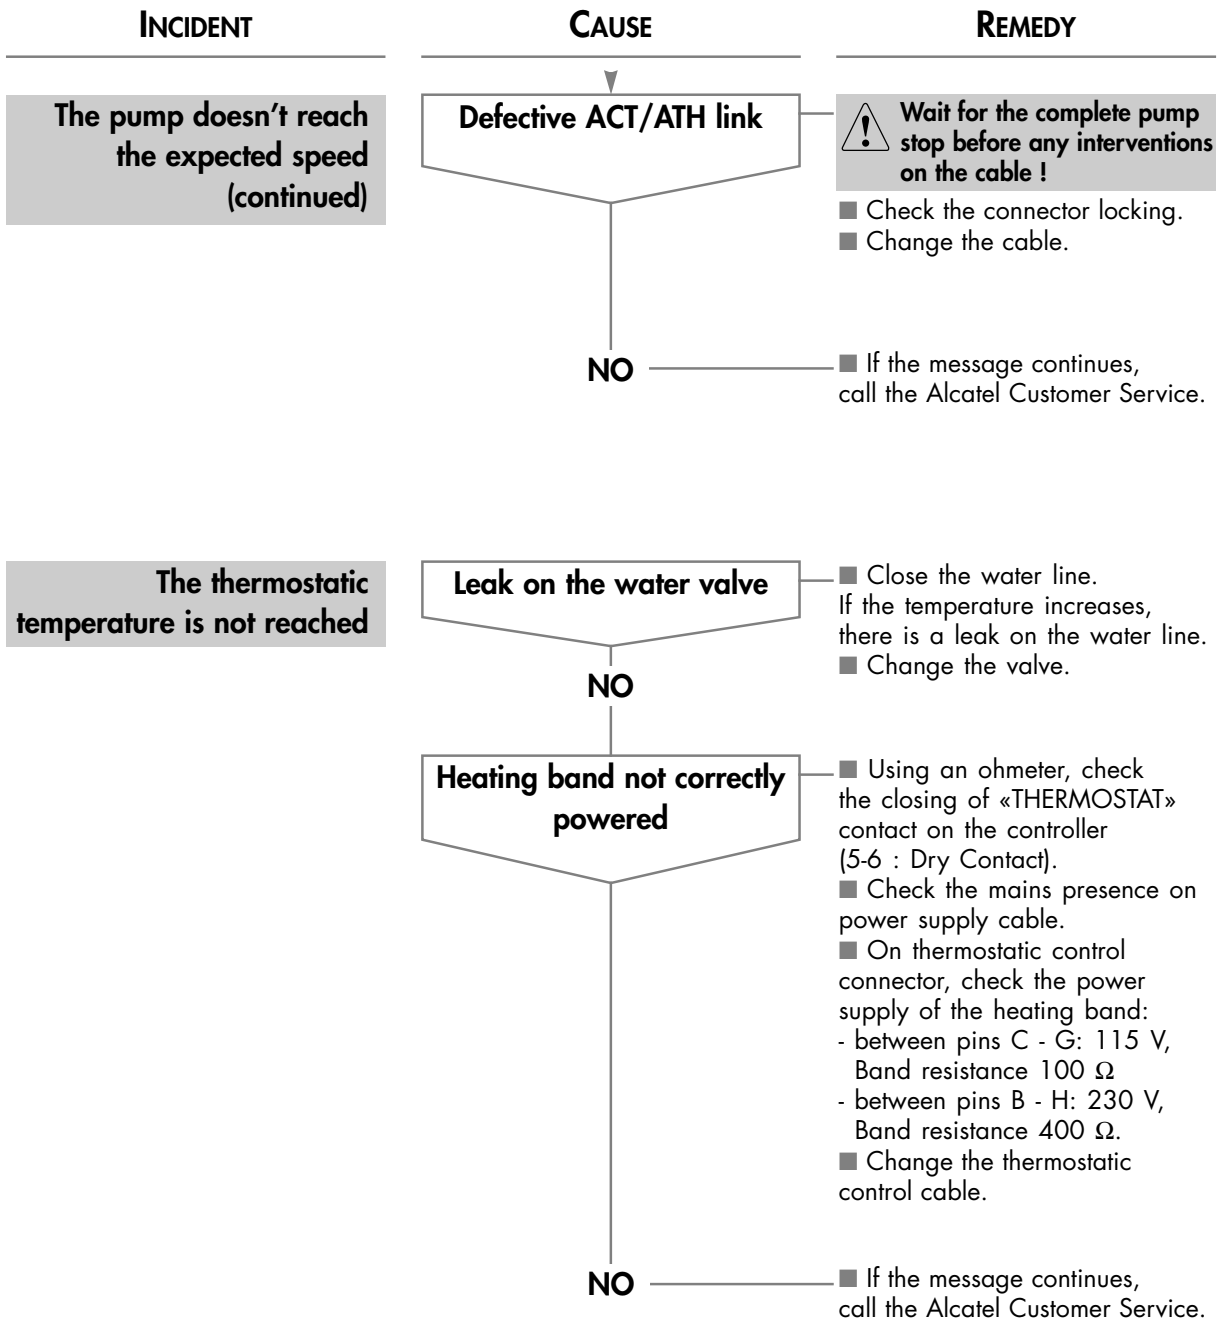 INCIDENT
CAUSE
REMEDY
The pump doesn't reach
the expected speed
(continued)
Defective ACT/ATH link
Wait for the complete pump
stop before any interventions
on the cable !
■ Check the connector locking.
■ Change the cable.
NO
■ If the message continues,
call the Alcatel Customer Service.
The thermostatic
temperature is not reached
Leak on the water valve
■ Close the water line.
If the temperature increases,
there is a leak on the water line.
■ Change the valve.
NO
Heating band not correctly
powered
■ Using an ohmeter, check
the closing of «THERMOSTAT»
contact on the controller
(5-6 : Dry Contact).
■ Check the mains presence on
power supply cable.
■ On thermostatic control
connector, check the power
supply of the heating band:
- between pins C - G: 115 V,
Band resistance 100 Ω
- between pins B - H: 230 V,
Band resistance 400 Ω.
■ Change the thermostatic
control cable.
NO
■ If the message continues,
call the Alcatel Customer Service.